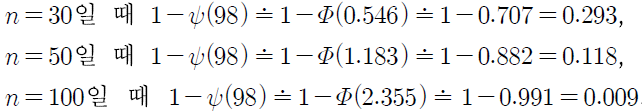 n=30일 때 1−ψ(98)≐1−Φ(0.546)≐1−0.707=0.293,
n=50일 때 1−ψ(98)≐1−Φ(1.183)≐1−0.882=0.118,
n=100일 때 1−ψ(98)≐1−Φ(2.355)≐1−0.991=0.009